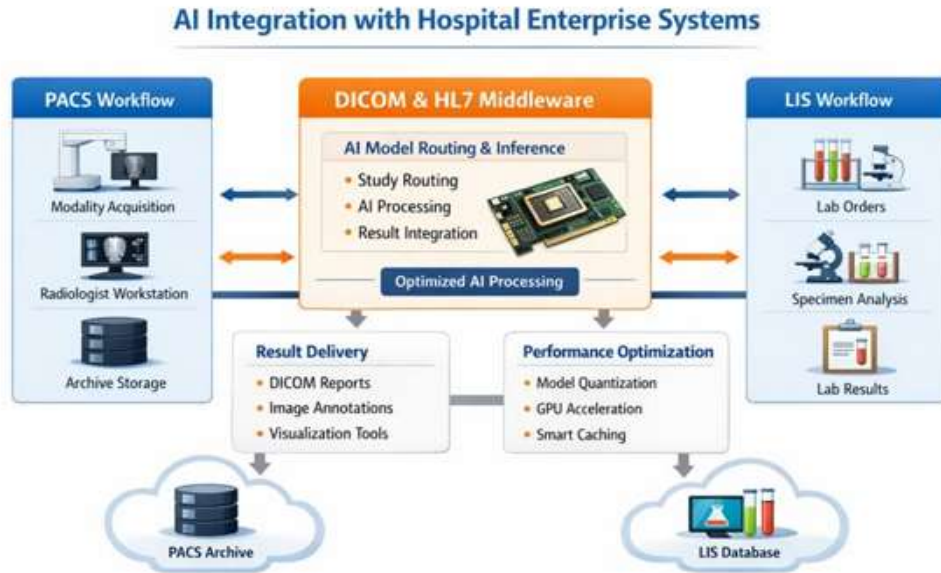 AI Integration with Hospital Enterprise Systems
PACS Workflow
Modality Acquisition
Radiologist Workstation
Archive Storage
DICOM & HL7 Middleware
AI Model Routing & Inference
• Study Routing
• AI Processing
• Result Integration
Optimized AI Processing
LIS Workflow
Lab Orders
Specimen Analysis
Lab Results
Result Delivery
• DICOM Reports
• Image Annotations
• Visualization Tools
Performance Optimization
• Model Quantization
• GPU Acceleration
• Smart Caching
PACS Archive
LIS Database